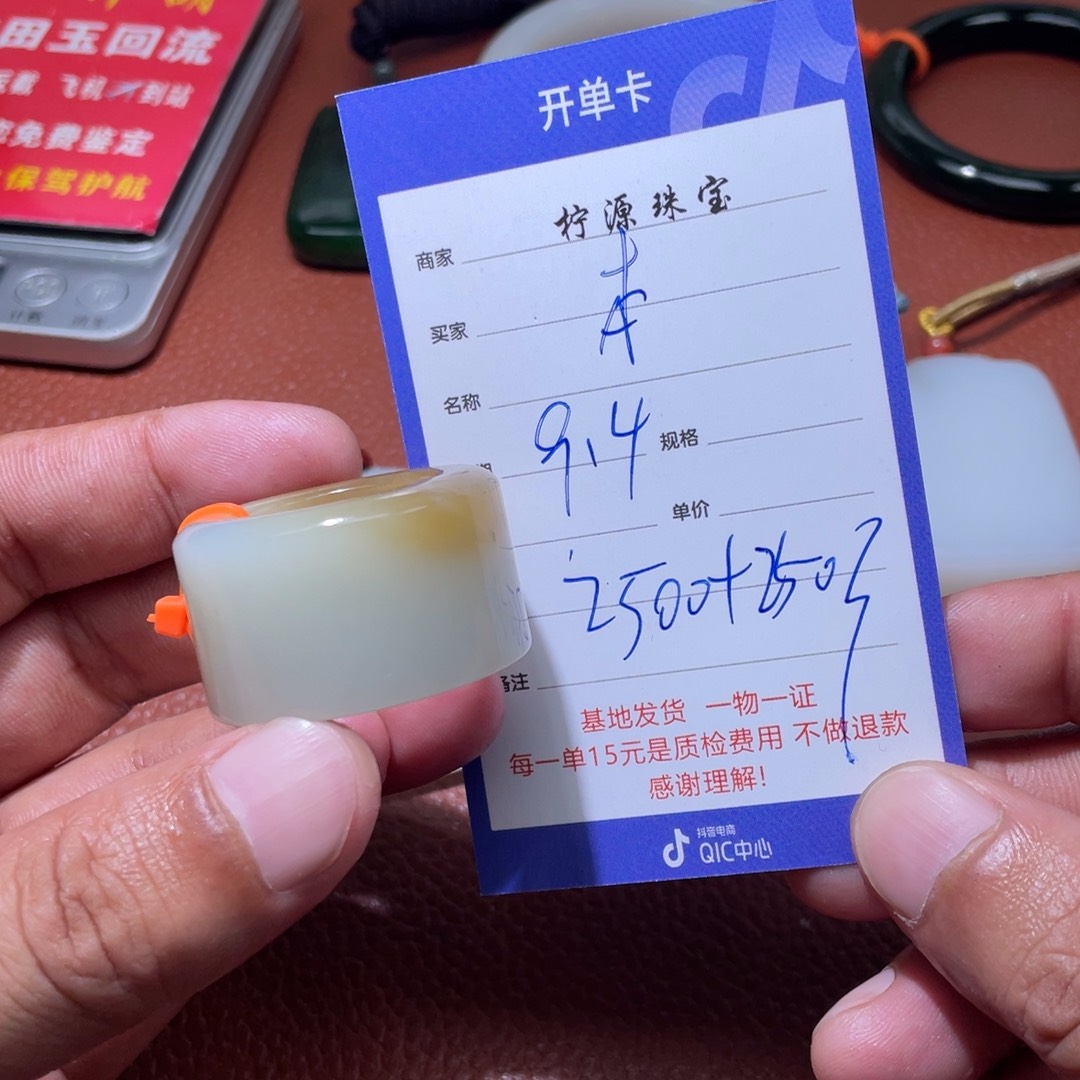 田玉回流
飞机
到站
免费鉴定
保驾护航
开单卡
商家 柠源珠宝
买家
名称
9.4
规格
单价
2500+250
备注
基地发货 一物一证
每一单15元是质检费用 不做退款
感谢理解!
抖音电商
QIC中心